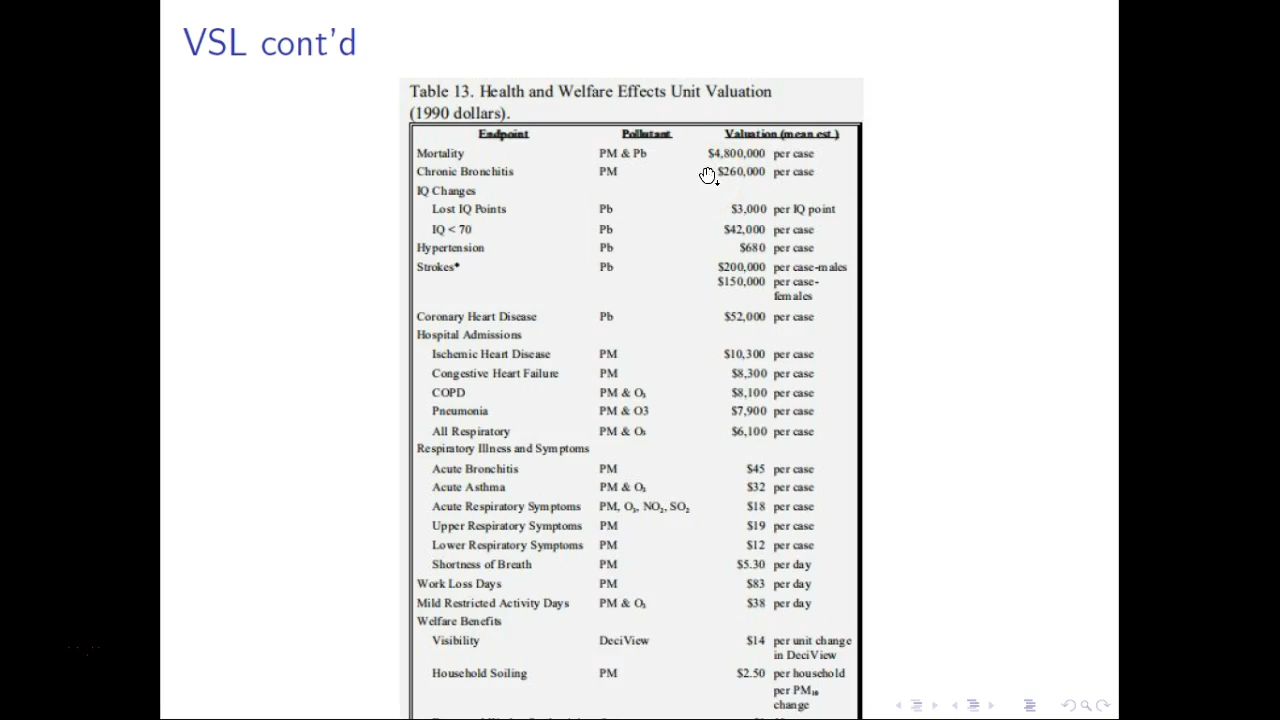 VSL cont'd
Table 13. Health and Welfare Effects Unit Valuation
(1990 dollars).
Endpoint Pollutant Valuation (mean est.)
Mortality PM & Pb $4,800,000 per case
Chronic Bronchitis PM $260,000 per case
IQ Changes
Lost IQ Points Pb $3,000 per IQ point
IQ < 70 Pb $42,000 per case
Hypertension Pb $680 per case
Strokes* Pb $200,000 per case-males
$150,000 per case-
females
Coronary Heart Disease Pb $52,000 per case
Hospital Admissions
Ischemic Heart Disease PM $10,300 per case
Congestive Heart Failure PM $8,300 per case
COPD PM & O₃ $8,100 per case
Pneumonia PM & O3 $7,900 per case
All Respiratory PM & O₃ $6,100 per case
Respiratory Illness and Symptoms
Acute Bronchitis PM $45 per case
Acute Asthma PM & O₃ $32 per case
Acute Respiratory Symptoms PM, O₃, NO₂, SO₂ $18 per case
Upper Respiratory Symptoms PM $19 per case
Lower Respiratory Symptoms PM $12 per case
Shortness of Breath PM $5.30 per day
Work Loss Days PM $83 per day
Mild Restricted Activity Days PM & O₃ $38 per day
Welfare Benefits
Visibility DeciView $14 per unit change
in DeciView
Household Soiling PM $2.50 per household
per PM₁₀
change